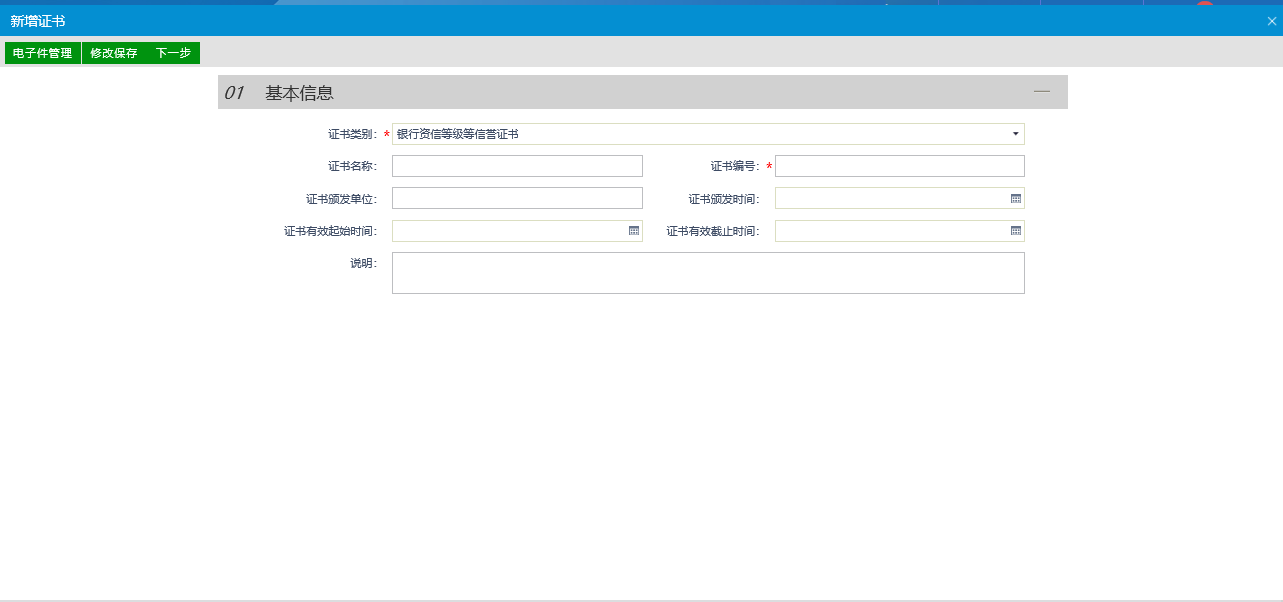 新增证书
电子件管理 修改保存 下一步
01 基本信息
证书类别： * 银行资信等级等信誉证书
证书名称： 证书编号： *
证书颁发单位： 证书颁发时间：
证书有效起始时间： 证书有效截止时间：
说明：